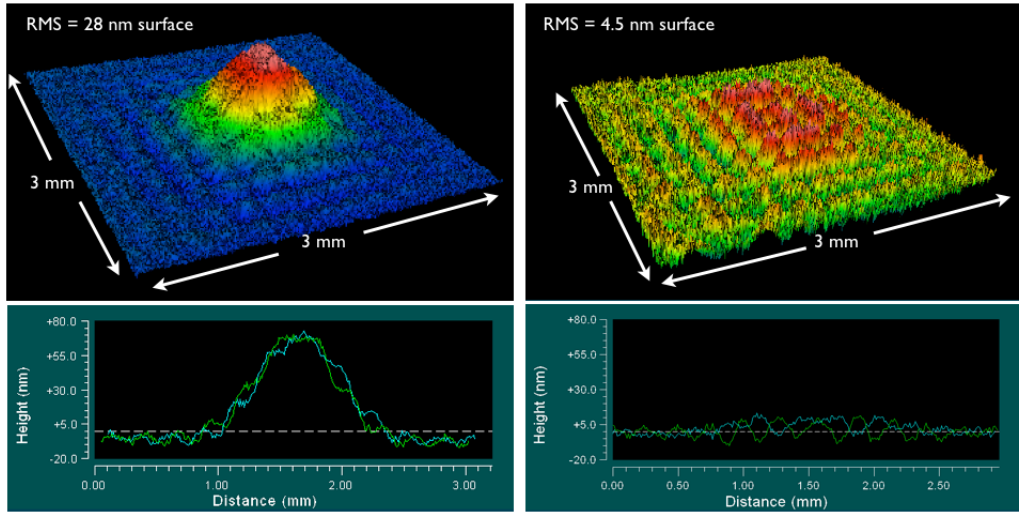 RMS = 28 nm surface
3 mm
3 mm
RMS = 4.5 nm surface
3 mm
3 mm
+80.0
+55.0
+30.0
+5.0
-20.0
Height (nm)
0.00
1.00
2.00
3.00
Distance (mm)
+80.0
+55.0
+30.0
+5.0
-20.0
Height (nm)
0.00
0.50
1.00
1.50
2.00
2.50
Distance (mm)